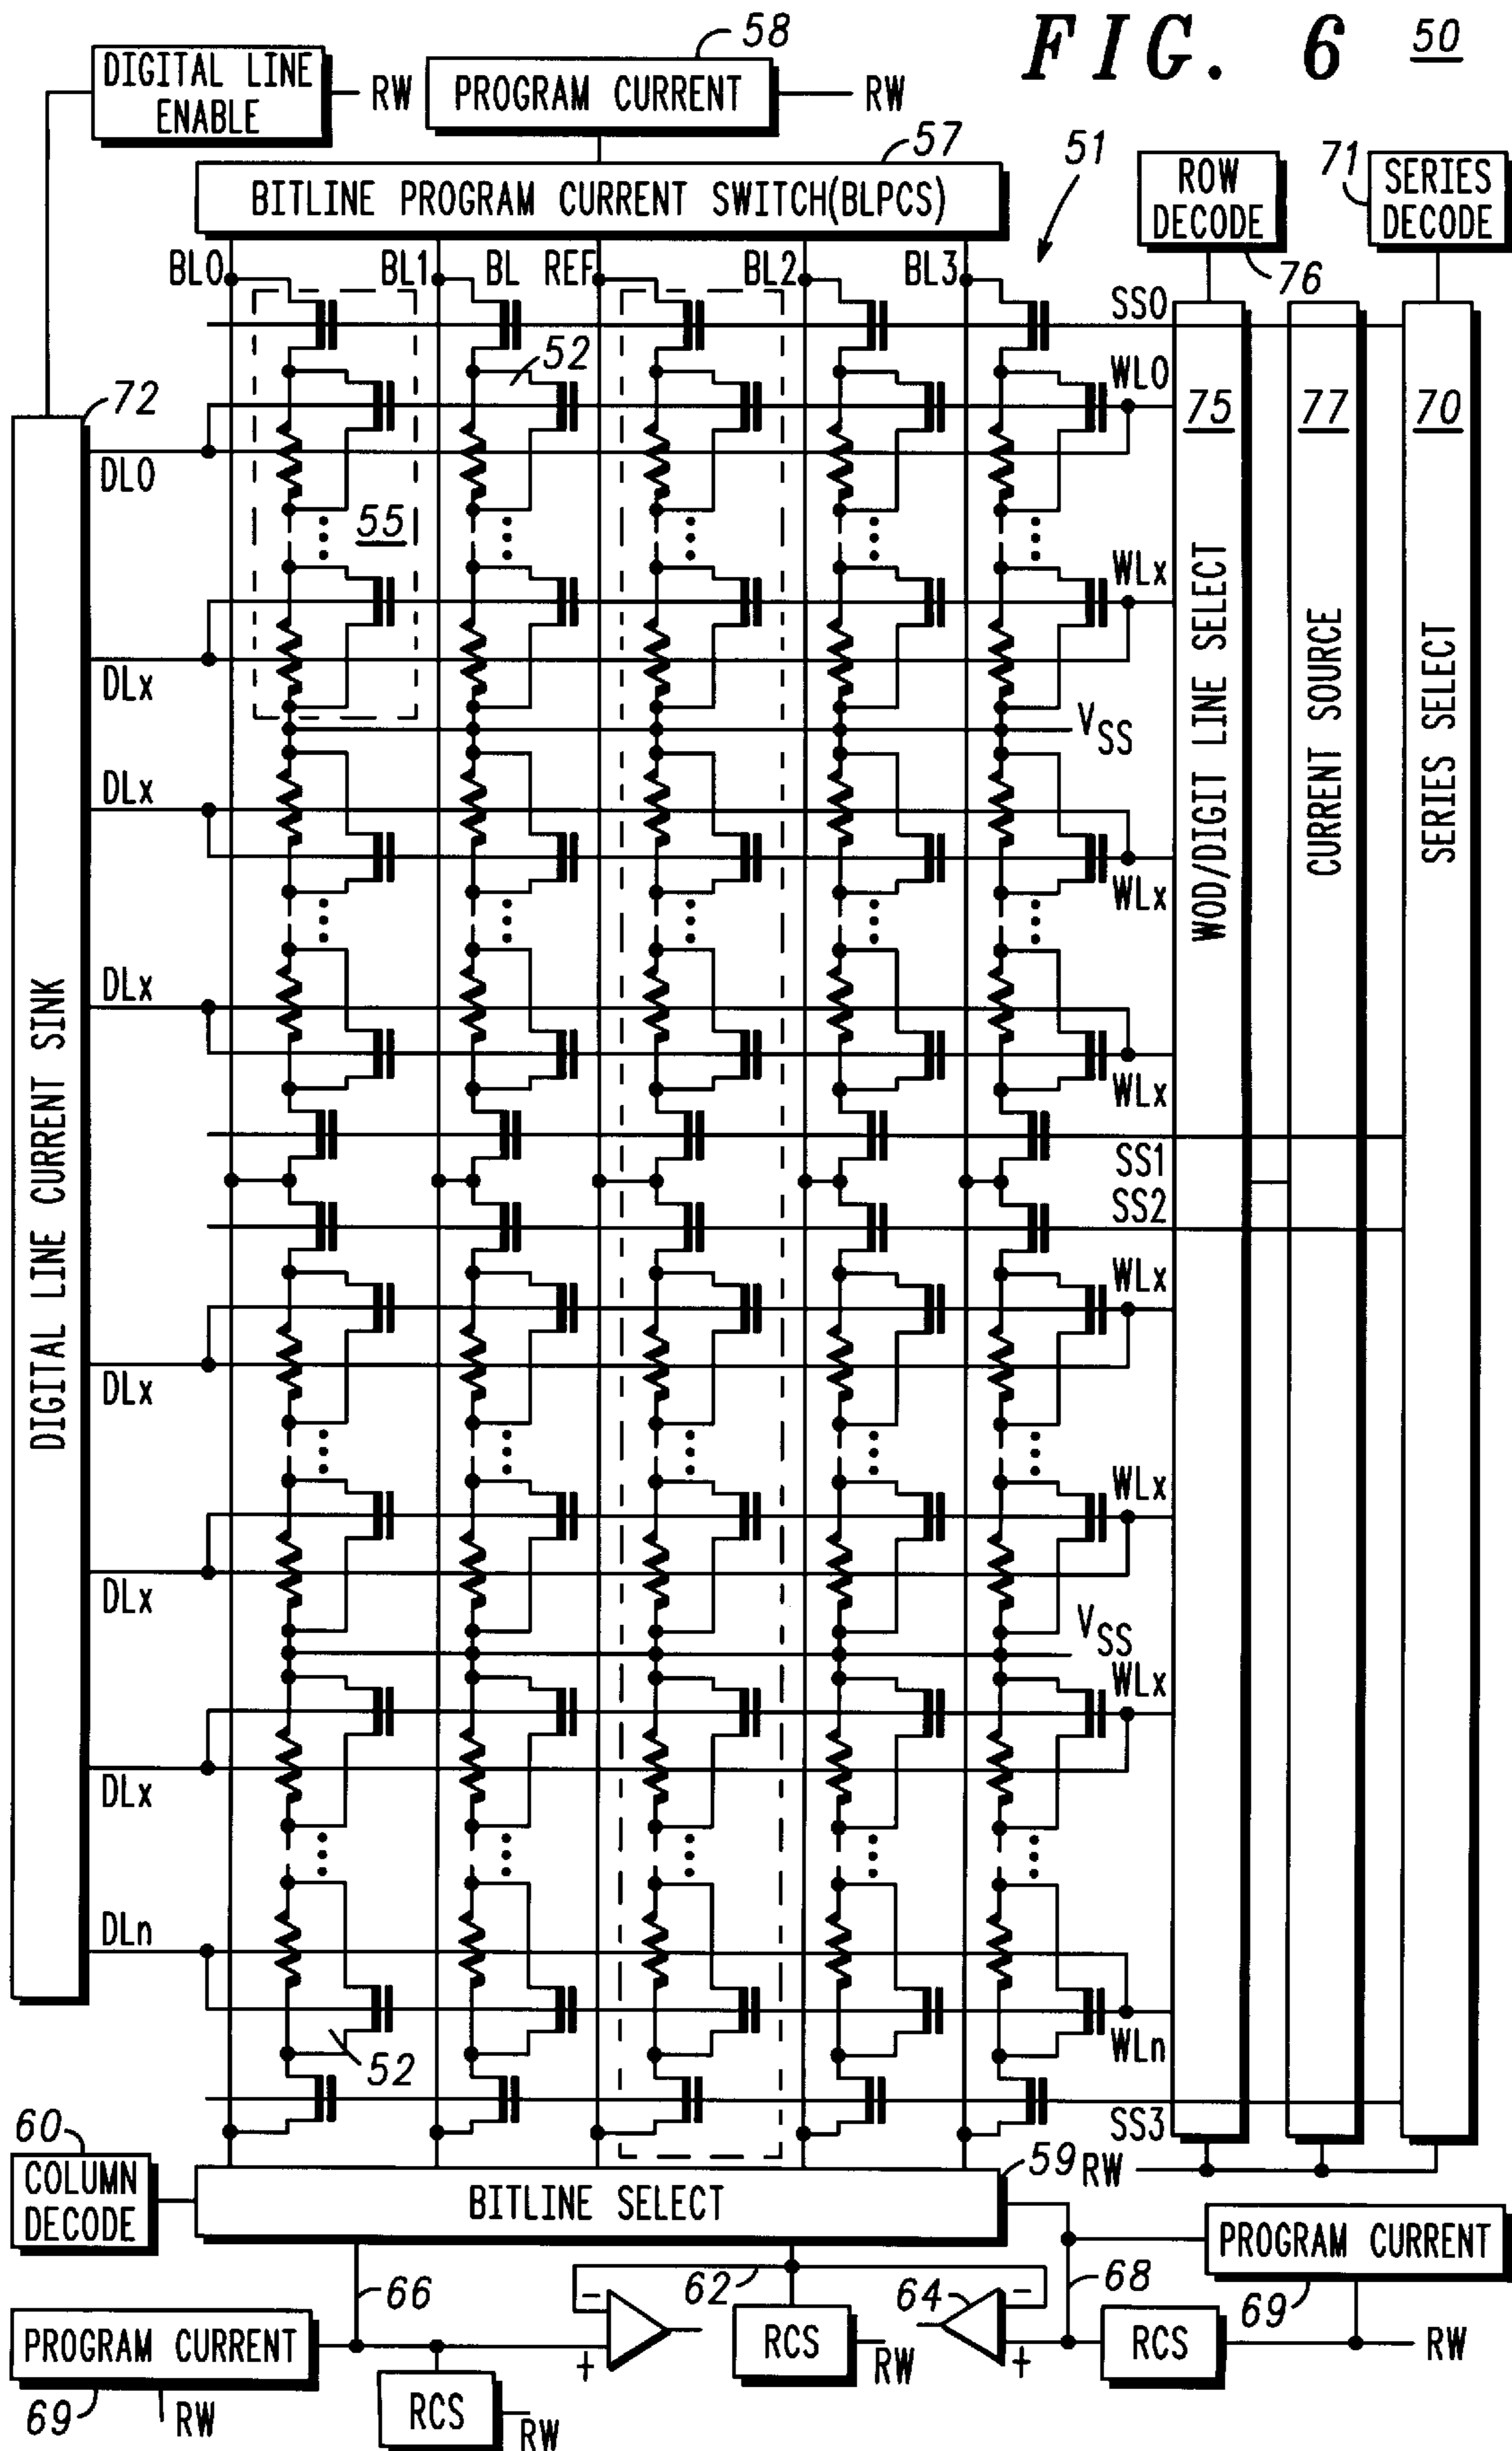 FIG. 6 50
58
DIGITAL LINE
ENABLE
RW
PROGRAM CURRENT
RW
57
BITLINE PROGRAM CURRENT SWITCH(BLPCS)
51
ROW
DECODE
76
71
SERIES
DECODE
BL0
BL1
BL
REF
BL2
BL3
SS0
52
WL0
72
75
77
70
DL0
55
WLx
DLx
VSS
DLx
WLx
DLx
WLx
WOD/DIGIT LINE SELECT
CURRENT SOURCE
SERIES SELECT
DIGITAL LINE CURRENT SINK
SS1
SS2
WLx
DLx
WLx
DLx
VSS
WLx
DLx
DLn
WLn
52
SS3
60
COLUMN
DECODE
59
RW
BITLINE SELECT
PROGRAM CURRENT
66
62
64
68
69
-
-
PROGRAM CURRENT
+
RCS
RW
+
RCS
RW
69
RW
RCS
RW